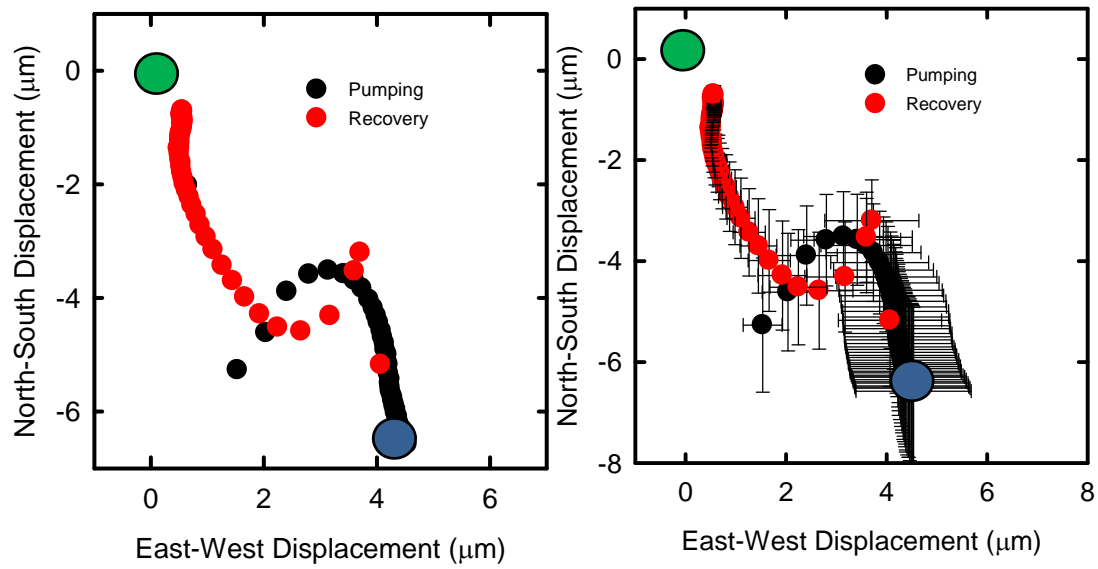 North-South Displacement (μm)
0
-2
-4
-6
Pumping
Recovery
0 2 4 6
East-West Displacement (μm)
North-South Displacement (μm)
0
-2
-4
-6
-8
Pumping
Recovery
0 2 4 6 8
East-West Displacement (μm)